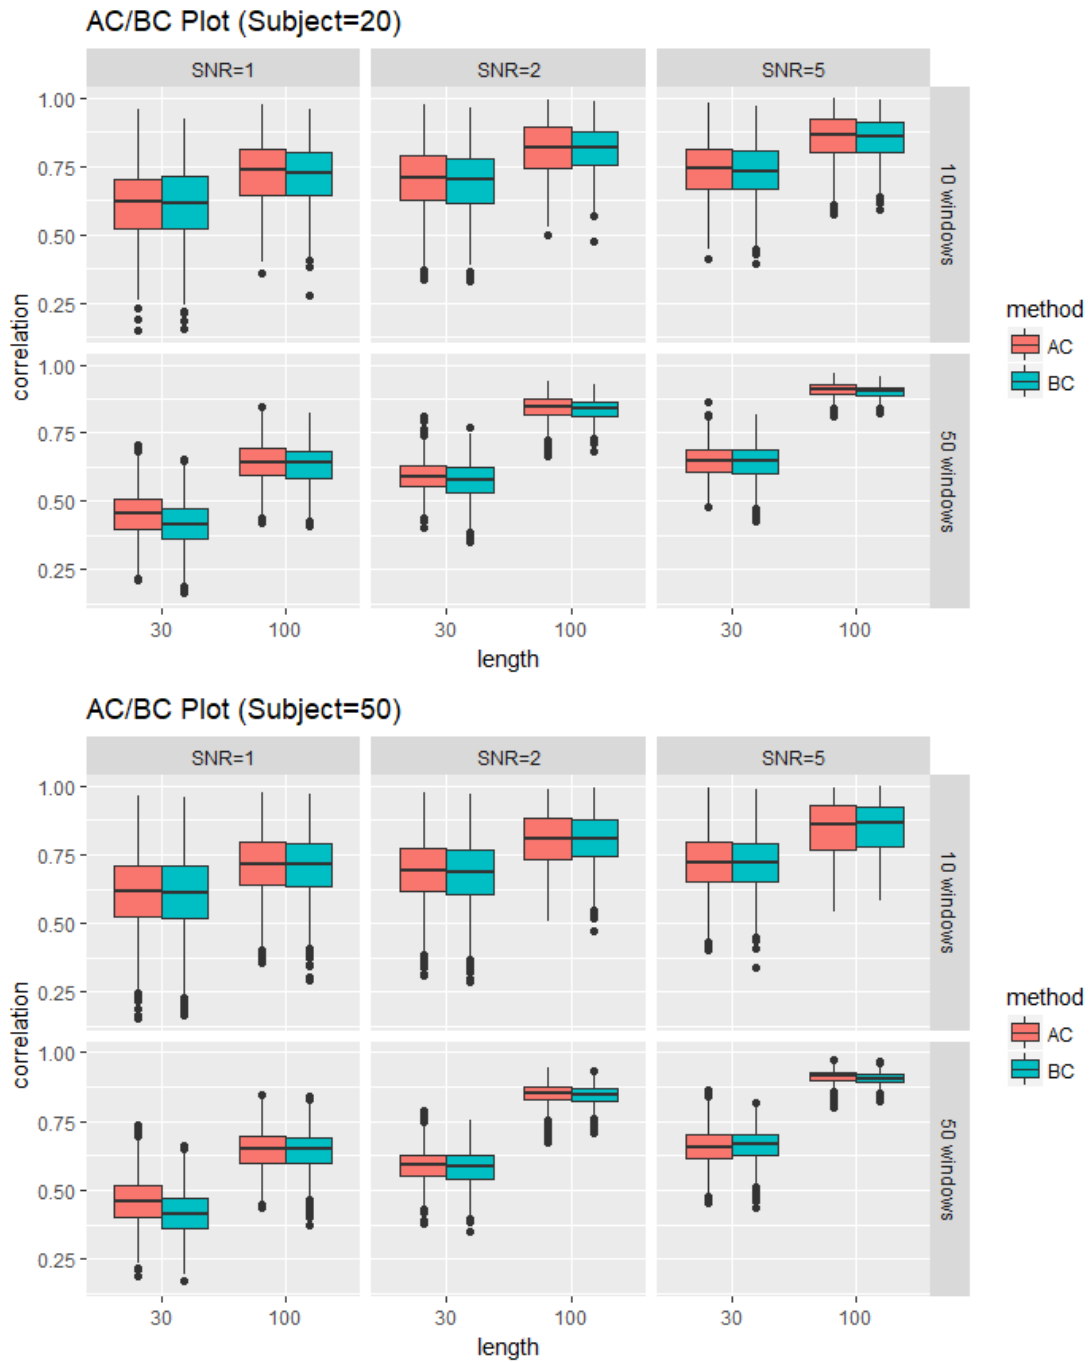 AC/BC Plot (Subject=20)
SNR=1
SNR=2
SNR=5
1.00
0.75
0.50
0.25
10 windows
1.00
0.75
0.50
0.25
50 windows
correlation
30
100
30
100
30
100
length
method
AC
BC
AC/BC Plot (Subject=50)
SNR=1
SNR=2
SNR=5
1.00
0.75
0.50
0.25
10 windows
1.00
0.75
0.50
0.25
50 windows
correlation
30
100
30
100
30
100
length
method
AC
BC